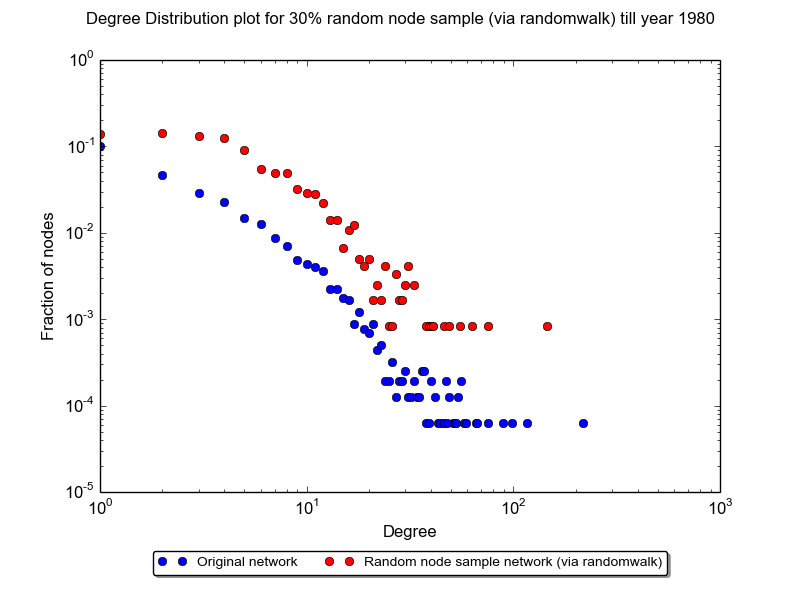 Degree Distribution plot for 30% random node sample (via randomwalk) till year 1980
10^0
10^-1
10^-2
10^-3
10^-4
10^-5
Fraction of nodes
10^0 10^1 10^2 10^3
Degree
Original network Random node sample network (via randomwalk)